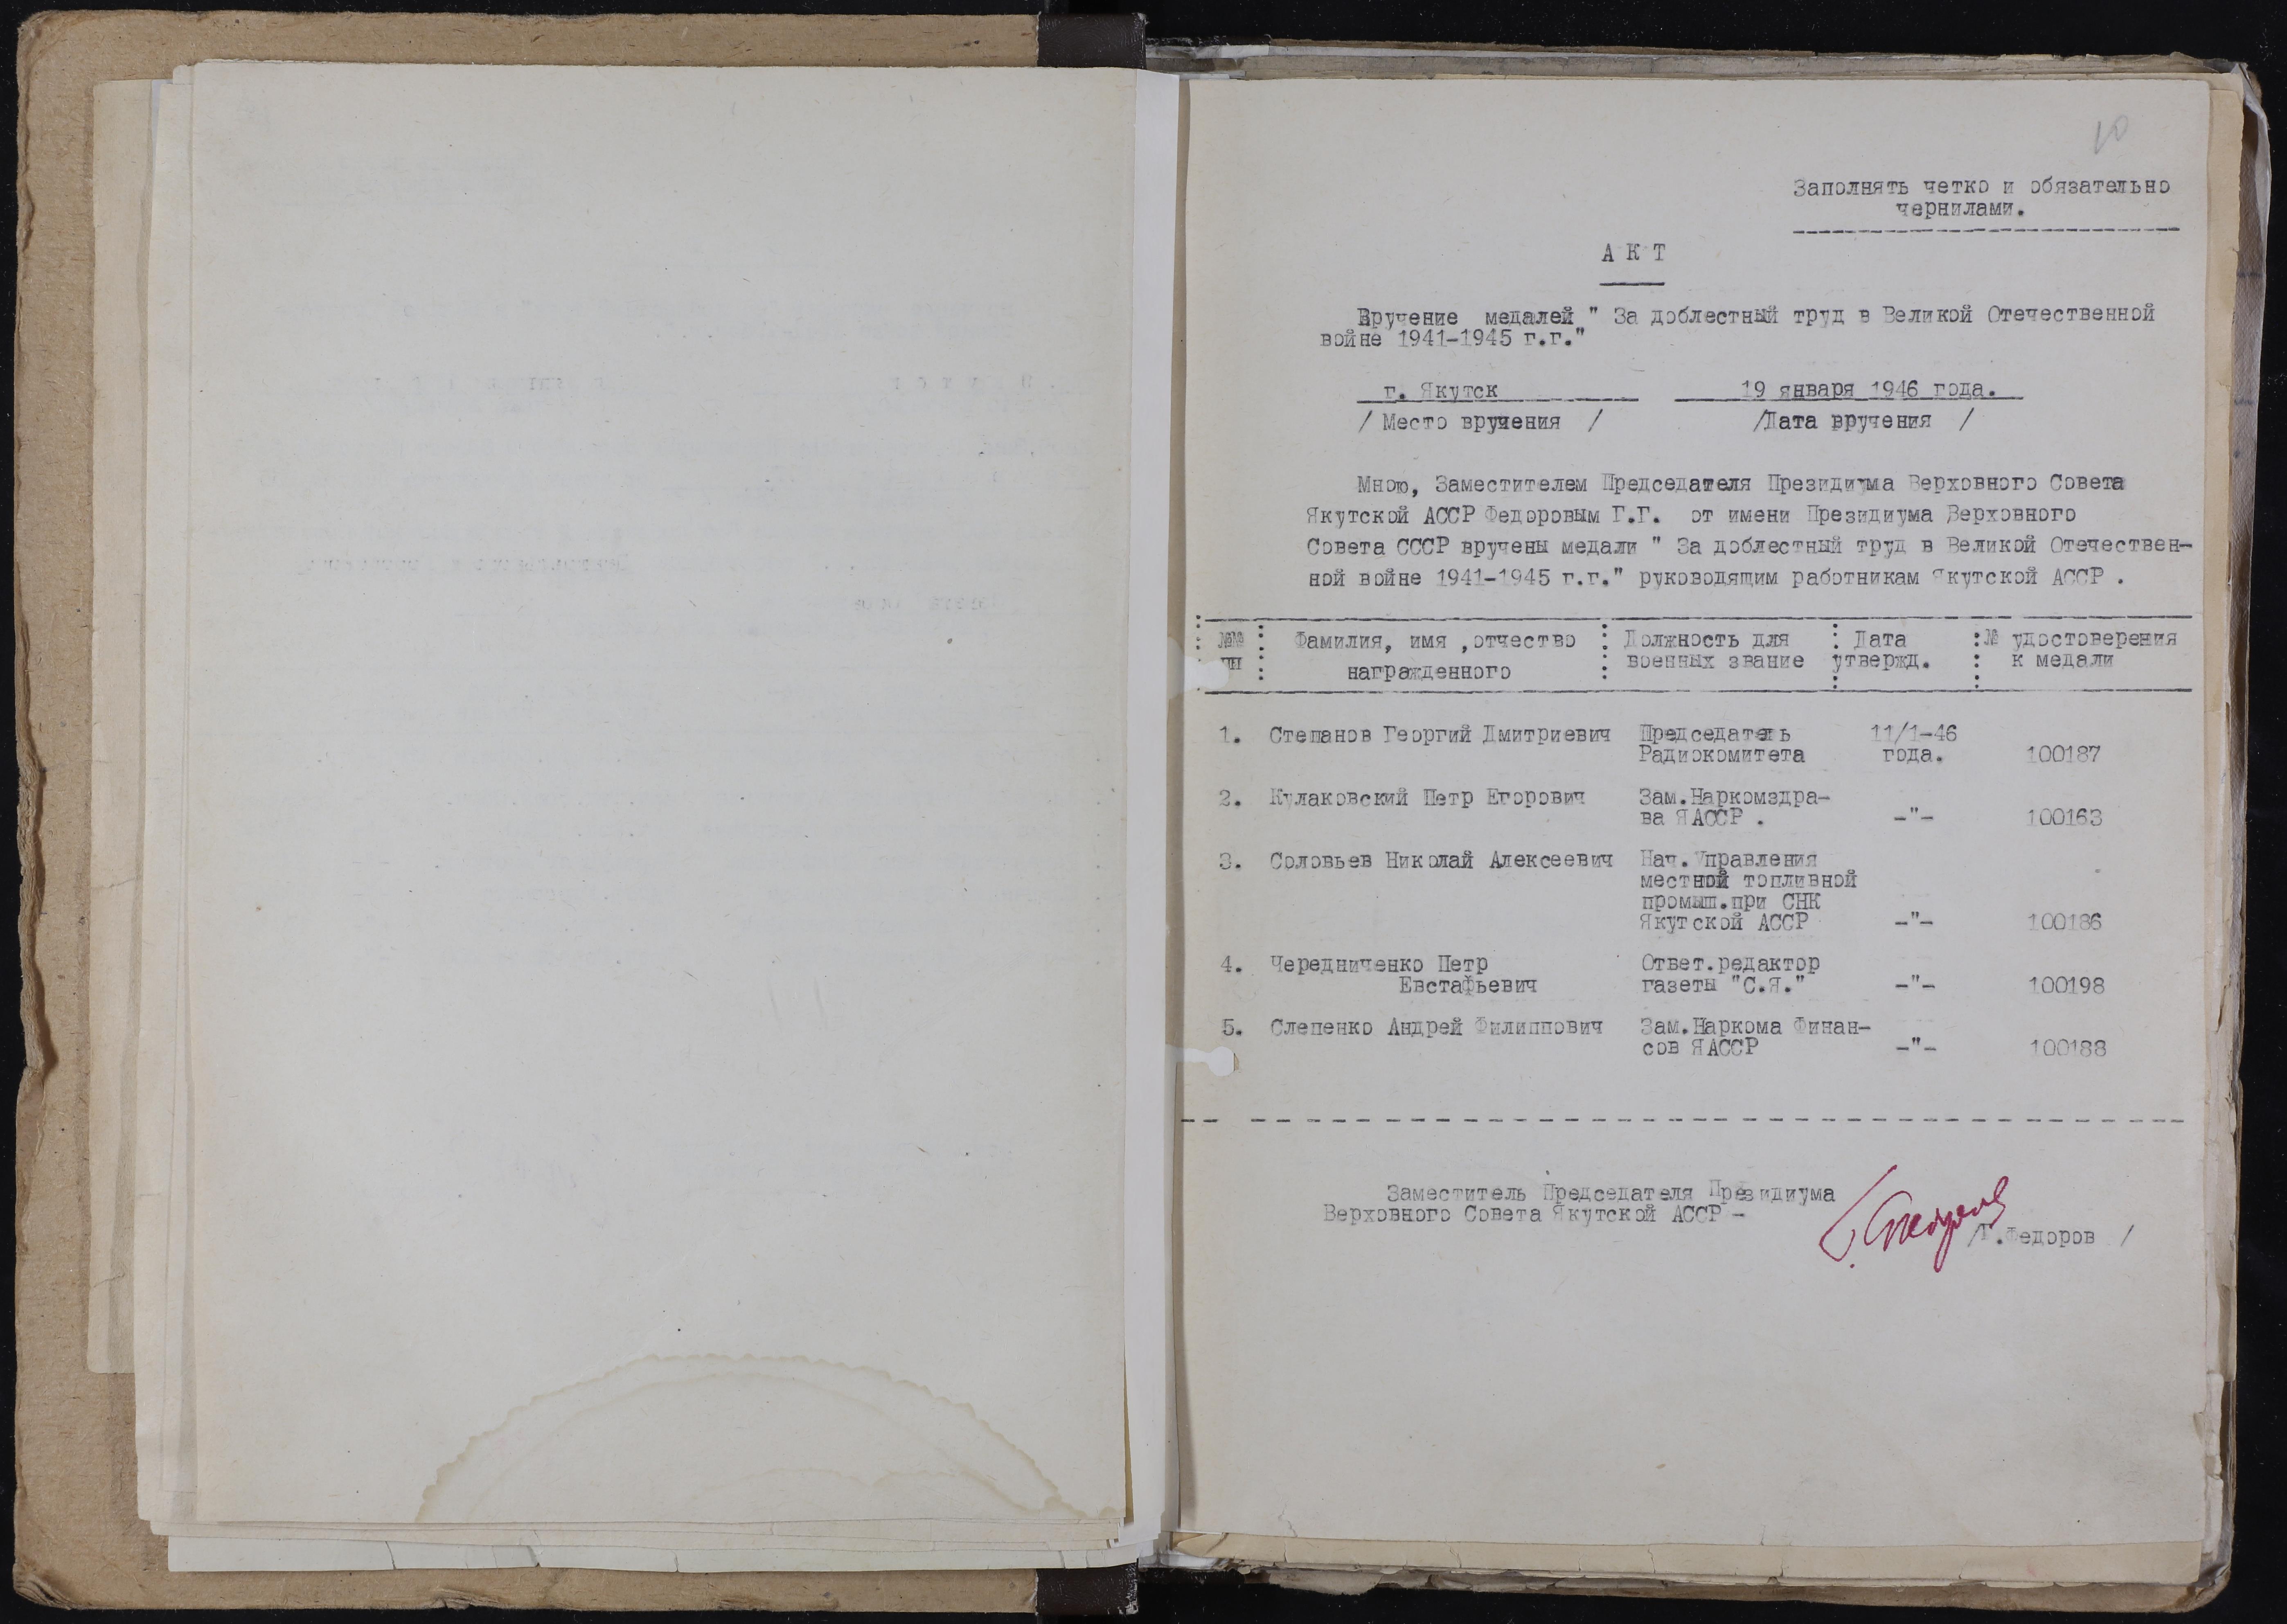 10
Заполнять четко и обязательно
чернилами.
А К Т
Вручение медалей " За доблестный труд в Великой Отечественной
войне 1941-1945 г.г."
г. Якутск 19 января 1946 года.
/ Место вручения / /Дата вручения /
Мною, Заместителем Председателя Президиума Верховного Совета
Якутской АССР Федоровым Г.Г. от имени Президиума Верховного
Совета СССР вручены медали " За доблестный труд в Великой Отечествен-
ной войне 1941-1945 г.г." руководящим работникам Якутской АССР .
№№ : Фамилия, имя ,отчество : Должность для : Дата : № удостоверения
пп : награжденного : военных звание утвержд. : к медали
1. Степанов Георгий Дмитриевич Председатель 11/1-46
Радиокомитета года. 100187
2. Кулаковский Петр Егорович Зам.Наркомздра-
ва ЯАССР . -"- 100163
3. Соловьев Николай Алексеевич Нач.Управления
местной топливной
промыш.при СНК
Якутской АССР -"- 100186
4. Чередниченко Петр Ответ.редактор
Евстафьевич газеты "С.Я." -"- 100198
5. Слепенко Андрей Филиппович Зам.Наркома Финан-
сов ЯАССР -"- 100188
Заместитель Председателя Президиума
Верховного Совета Якутской АССР -
/Г.Федоров /